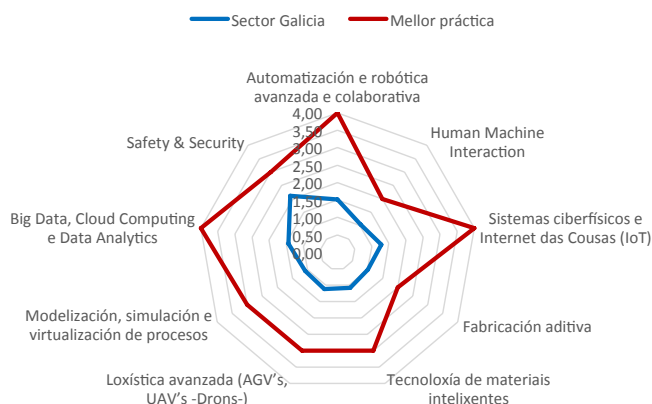 Sector Galicia
Mellor práctica
Automatización e robótica
avanzada e colaborativa
4,00
3,50
3,00
2,50
2,00
1,50
1,00
0,50
0,00
Human Machine
Interaction
Sistemas ciberfísicos e
Internet das Cousas (IoT)
Fabricación aditiva
Tecnoloxía de materiais
intelixentes
Loxística avanzada (AGV's,
UAV's -Drons-)
Modelización, simulación e
virtualización de procesos
Big Data, Cloud Computing
e Data Analytics
Safety & Security